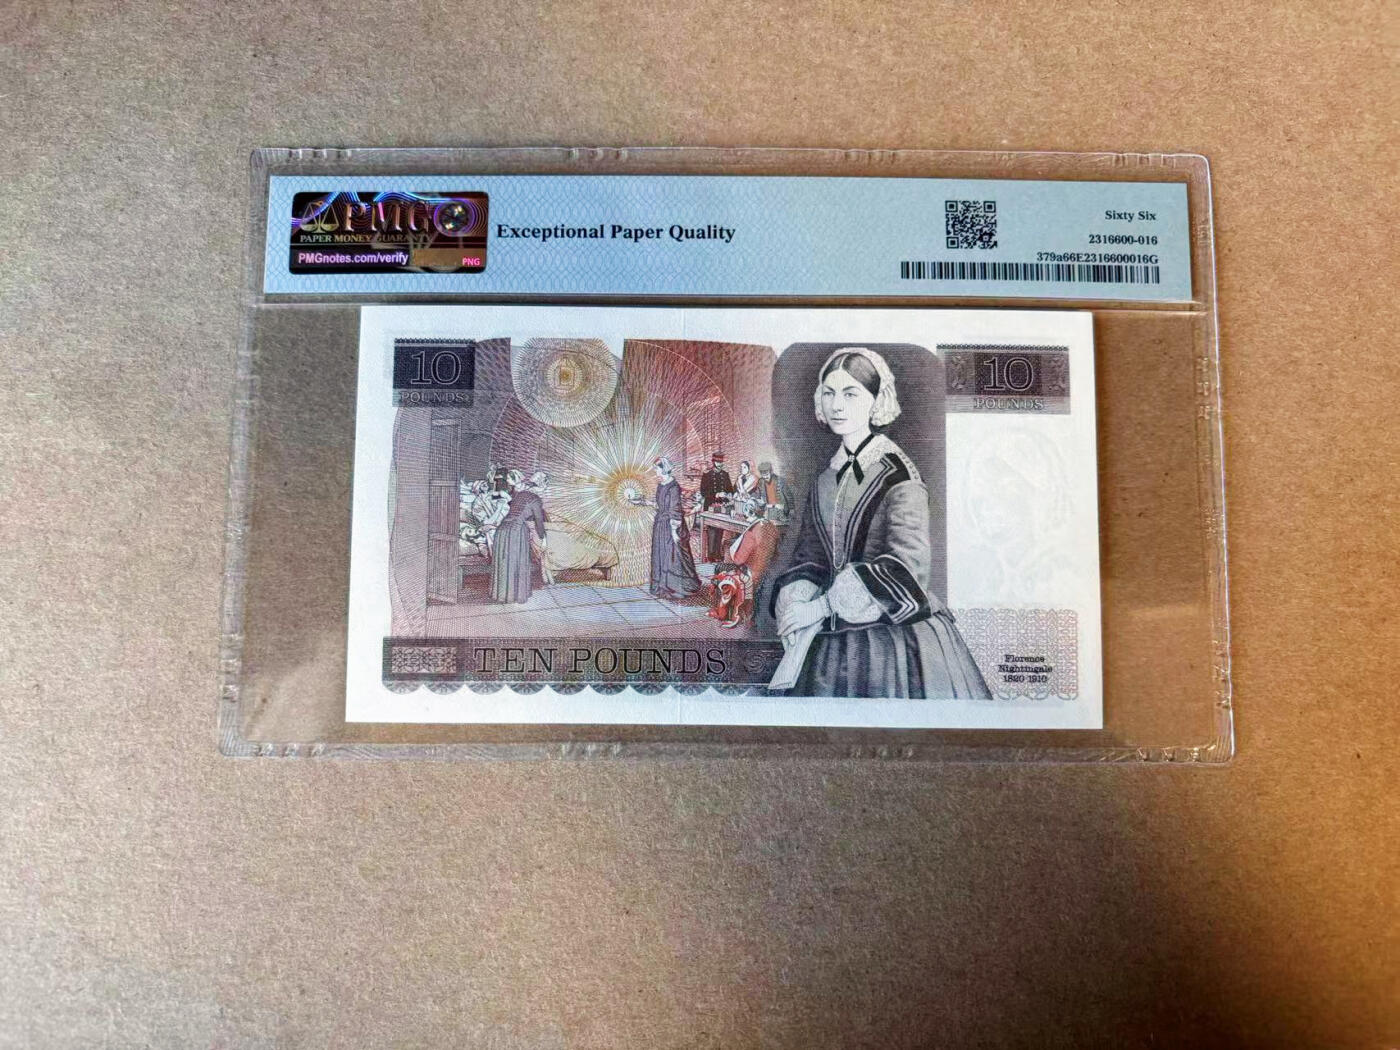 PMG
PAPER MONEY GUARANTY
PMGnotes.com/verify
PNG
Exceptional Paper Quality
Sixty Six
2316600-016
379a66E2316600016G
10
POUNDS
10
POUNDS
TEN POUNDS
Florence
Nightingale
1820 1910